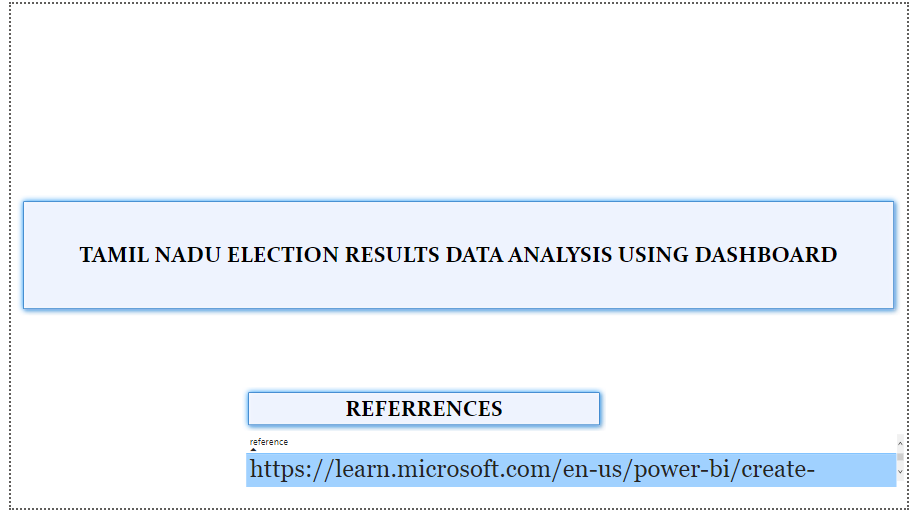 TAMIL NADU ELECTION RESULTS DATA ANALYSIS USING DASHBOARD
REFERRENCES
reference
https://learn.microsoft.com/en-us/power-bi/create-